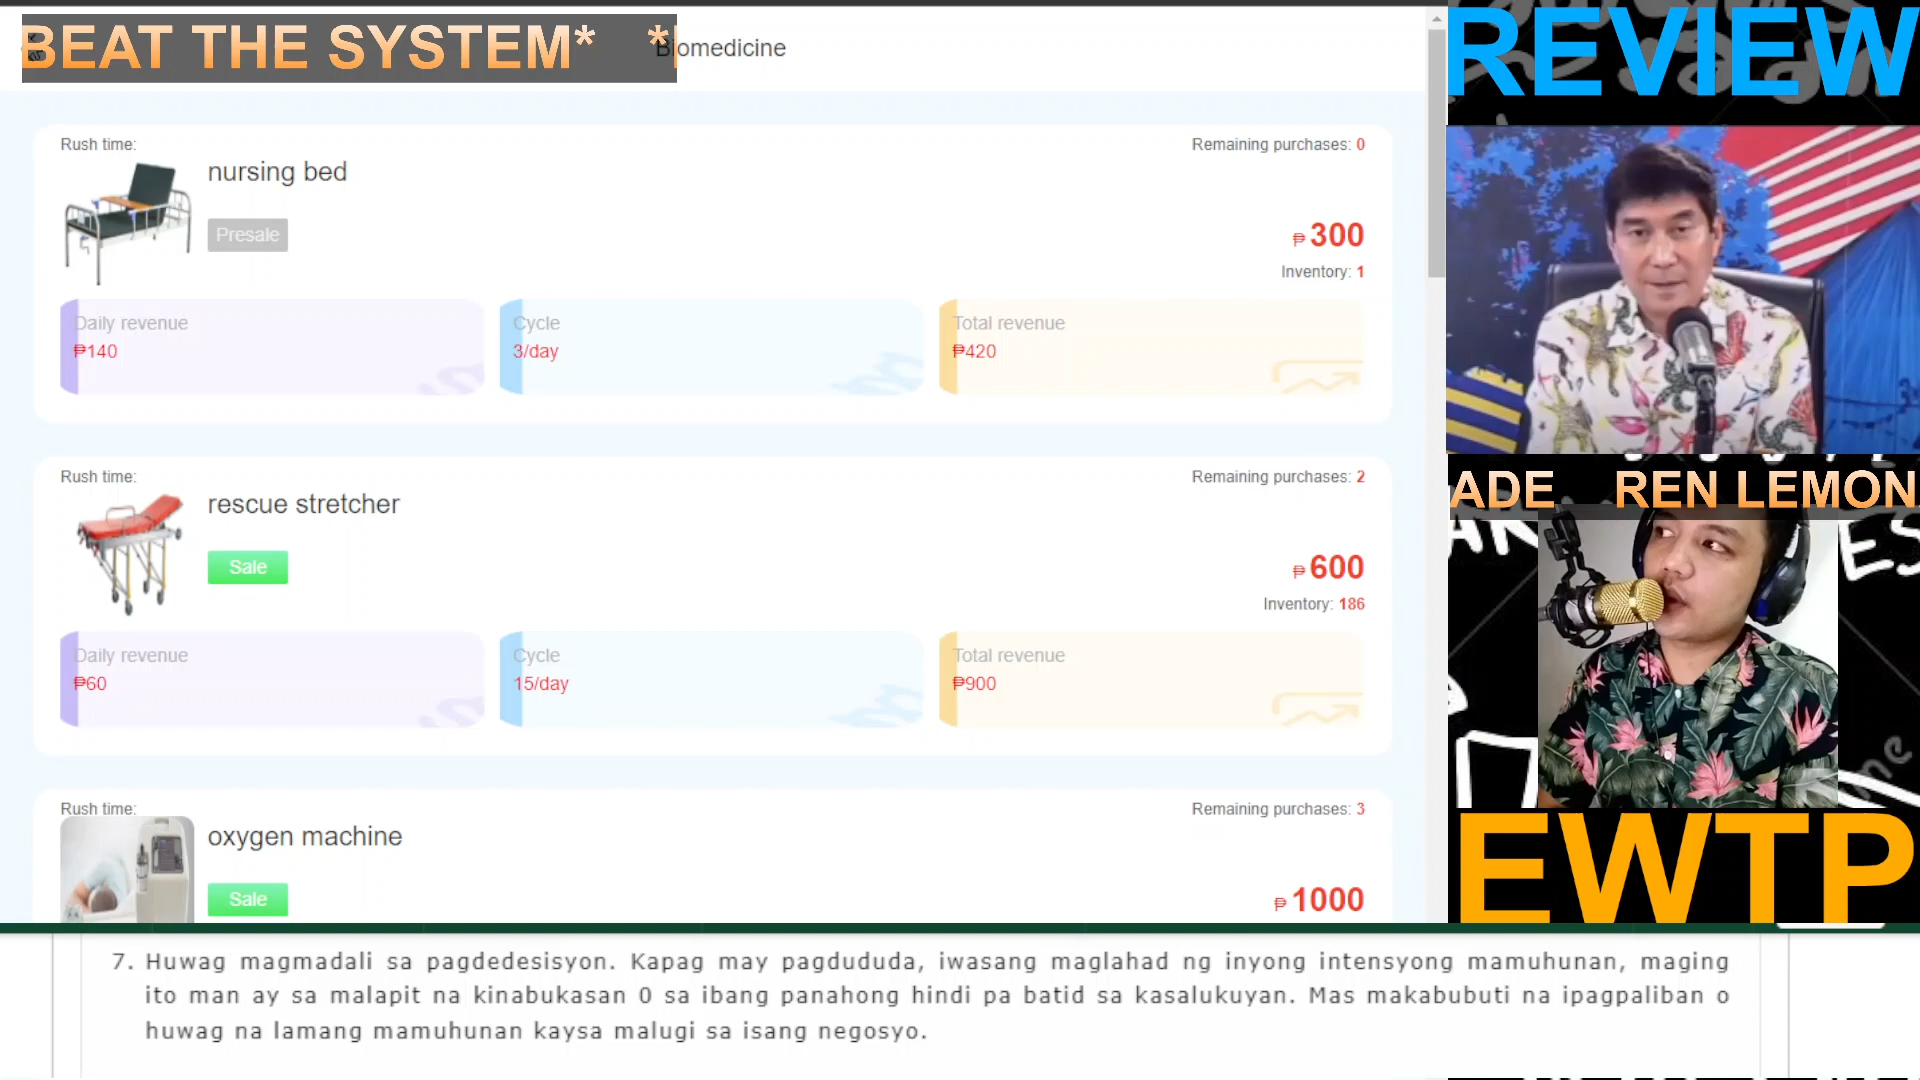 BEAT THE SYSTEM* *
Biomedicine
REVIEW
Rush time:
Remaining purchases: 0
nursing bed
Presale
₱ 300
Inventory: 1
Daily revenue
₱140
Cycle
3/day
Total revenue
₱420
Rush time:
Remaining purchases: 2
rescue stretcher
Sale
₱ 600
Inventory: 186
Daily revenue
₱60
Cycle
15/day
Total revenue
₱900
ADE REN LEMON
Rush time:
Remaining purchases: 3
oxygen machine
Sale
₱ 1000
EWTP
7. Huwag magmadali sa pagdedesisyon. Kapag may pagdududa, iwasang maglahad ng inyong intensyong mamuhunan, maging
ito man ay sa malapit na kinabukasan 0 sa ibang panahong hindi pa batid sa kasalukuyan. Mas makabubuti na ipagpaliban o
huwag na lamang mamuhunan kaysa malugi sa isang negosyo.